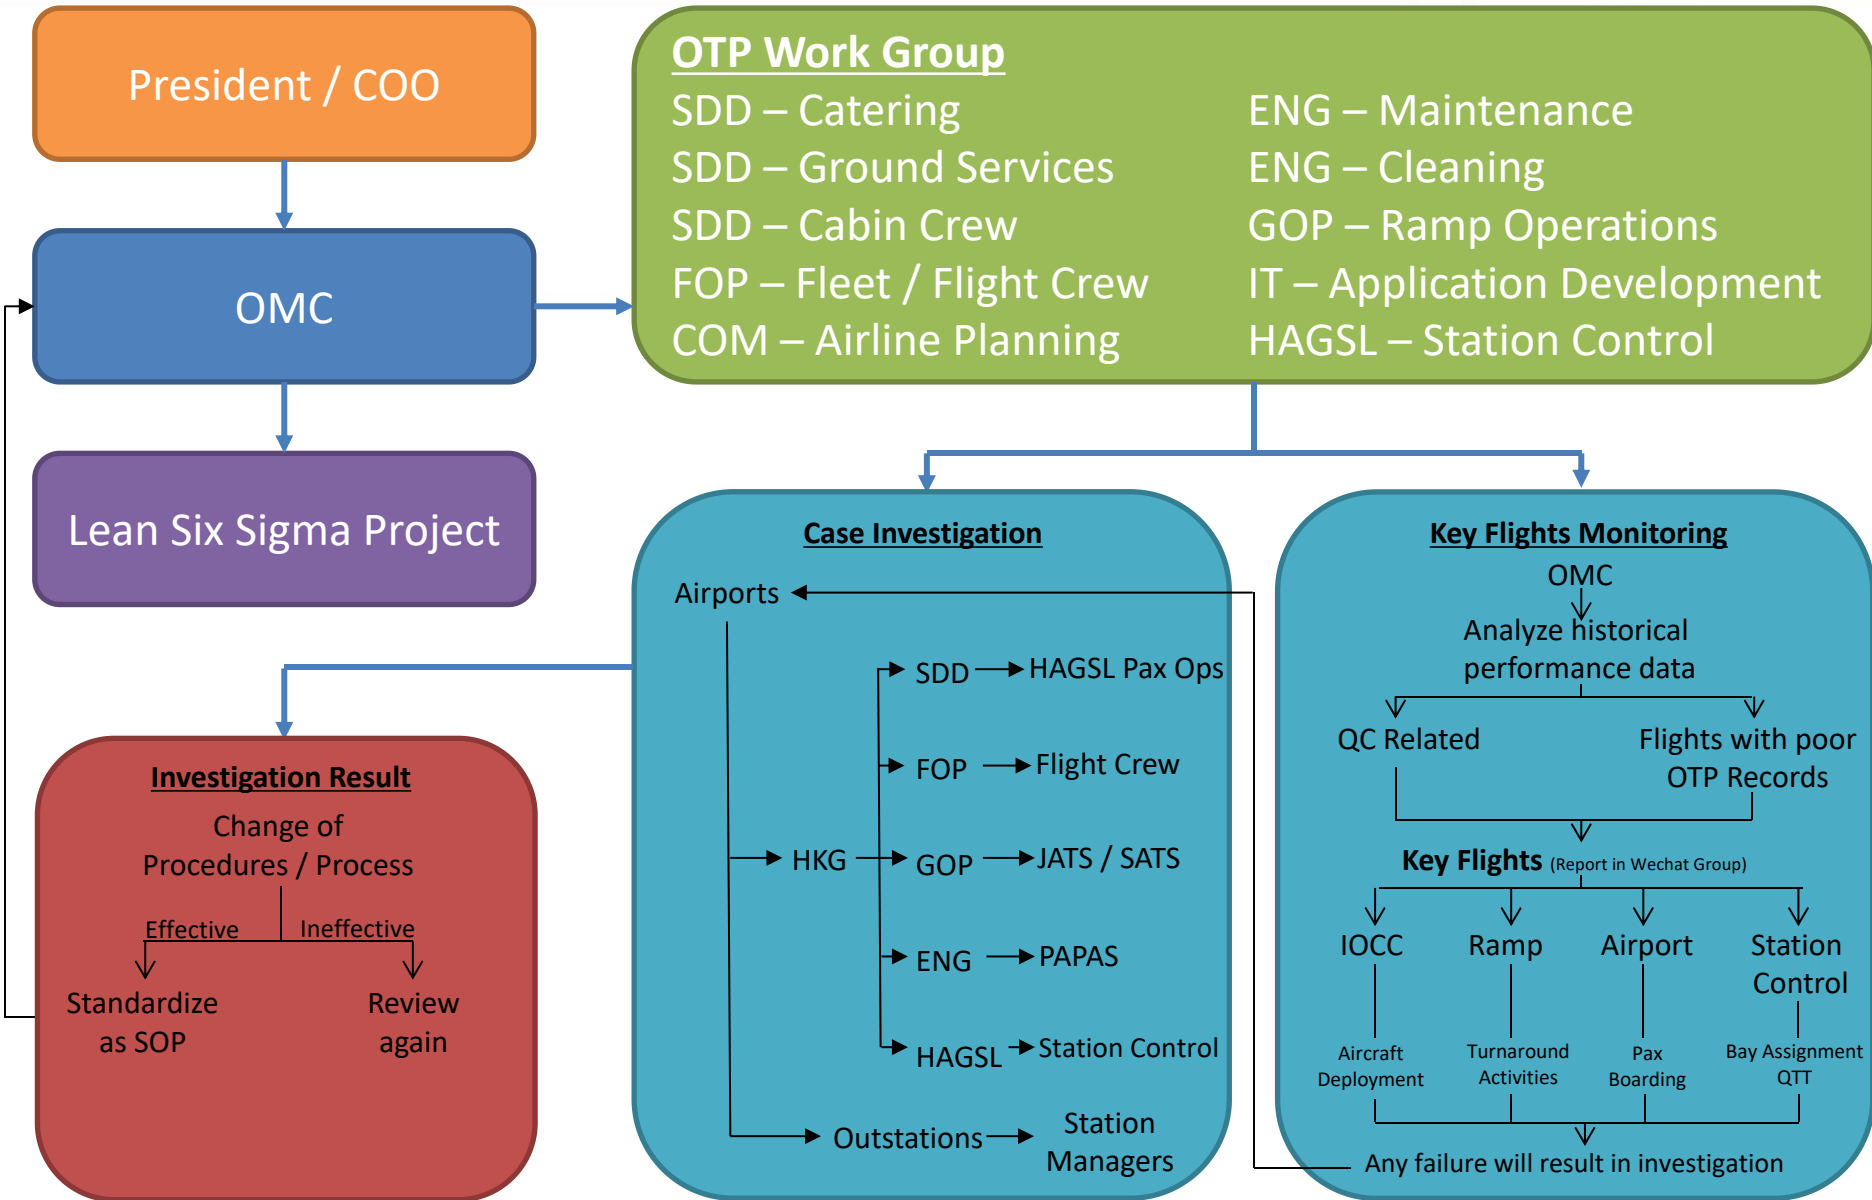 President / COO
OMC
Lean Six Sigma Project
OTP Work Group
SDD – Catering
SDD – Ground Services
SDD – Cabin Crew
FOP – Fleet / Flight Crew
COM – Airline Planning
ENG – Maintenance
ENG – Cleaning
GOP – Ramp Operations
IT – Application Development
HAGSL – Station Control
Case Investigation
Airports
HKG
SDD
HAGSL Pax Ops
FOP
Flight Crew
GOP
JATS / SATS
ENG
PAPAS
HAGSL
Station Control
Outstations
Station
Managers
Key Flights Monitoring
OMC
Analyze historical
performance data
QC Related
Flights with poor
OTP Records
Key Flights (Report in Wechat Group)
IOCC
Ramp
Airport
Station
Control
Aircraft
Deployment
Turnaround
Activities
Pax
Boarding
Bay Assignment
QTT
Any failure will result in investigation
Investigation Result
Change of
Procedures / Process
Effective
Ineffective
Standardize
as SOP
Review
again